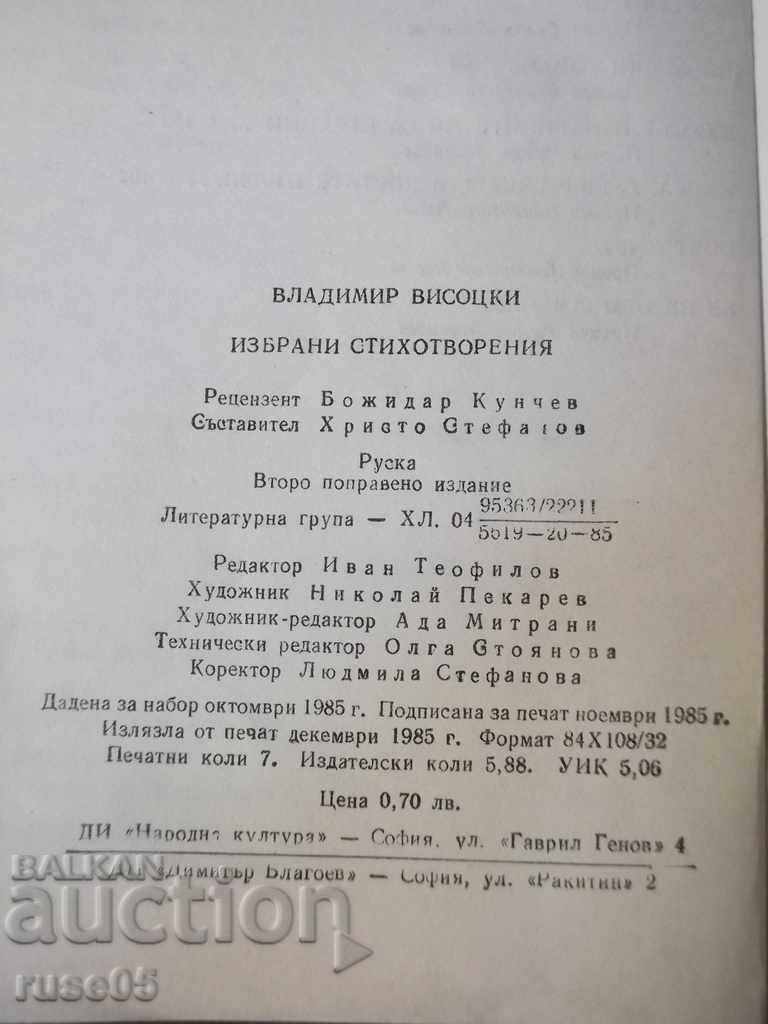 ВЛАДИМИР ВИСОЦКИ
ИЗБРАНИ СТИХОТВОРЕНИЯ
Рецензент Божидар Кунчев
Съставител Христо Стефанов
Руска
Второ поправено издание
Литературна група — ХЛ. 04 95363/22211
5619—20—85
Редактор Иван Теофилов
Художник Николай Пекарев
Художник-редактор Ада Митрани
Технически редактор Олга Стоянова
Коректор Людмила Стефанова
Дадена за набор октомври 1985 г. Подписана за печат ноември 1985 г.
Излязла от печат декември 1985 г. Формат 84X108/32
Печатни коли 7. Издателски коли 5,88. УИК 5,06
Цена 0,70 лв.
ДИ «Народна култура» — София, ул. «Гаврил Генов» 4
«Димитър Благоев» — София, ул. «Ракитин» 2
BALKAN
auction
ruse05